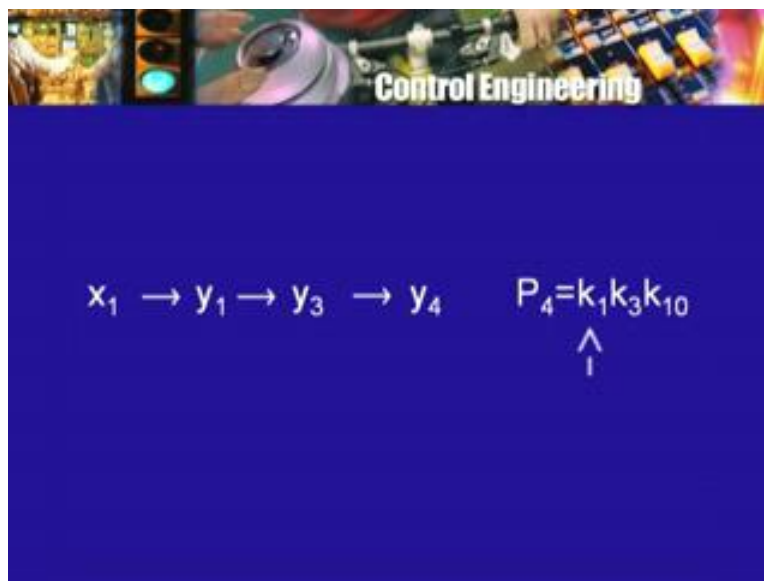 Control Engineering
x₁ → y₁ → y₃ → y₄ P₄=k₁k₃k₁₀